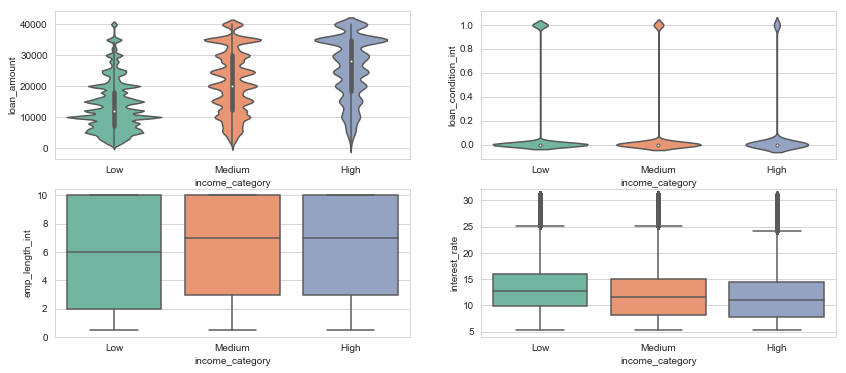 loan_amount
40000
30000
20000
10000
0
Low Medium High
income_category
loan_condition_int
1.0
0.8
0.6
0.4
0.2
0.0
Low Medium High
income_category
emp_length_int
10
8
6
4
2
0
Low Medium High
income_category
interest_rate
30
25
20
15
10
5
Low Medium High
income_category